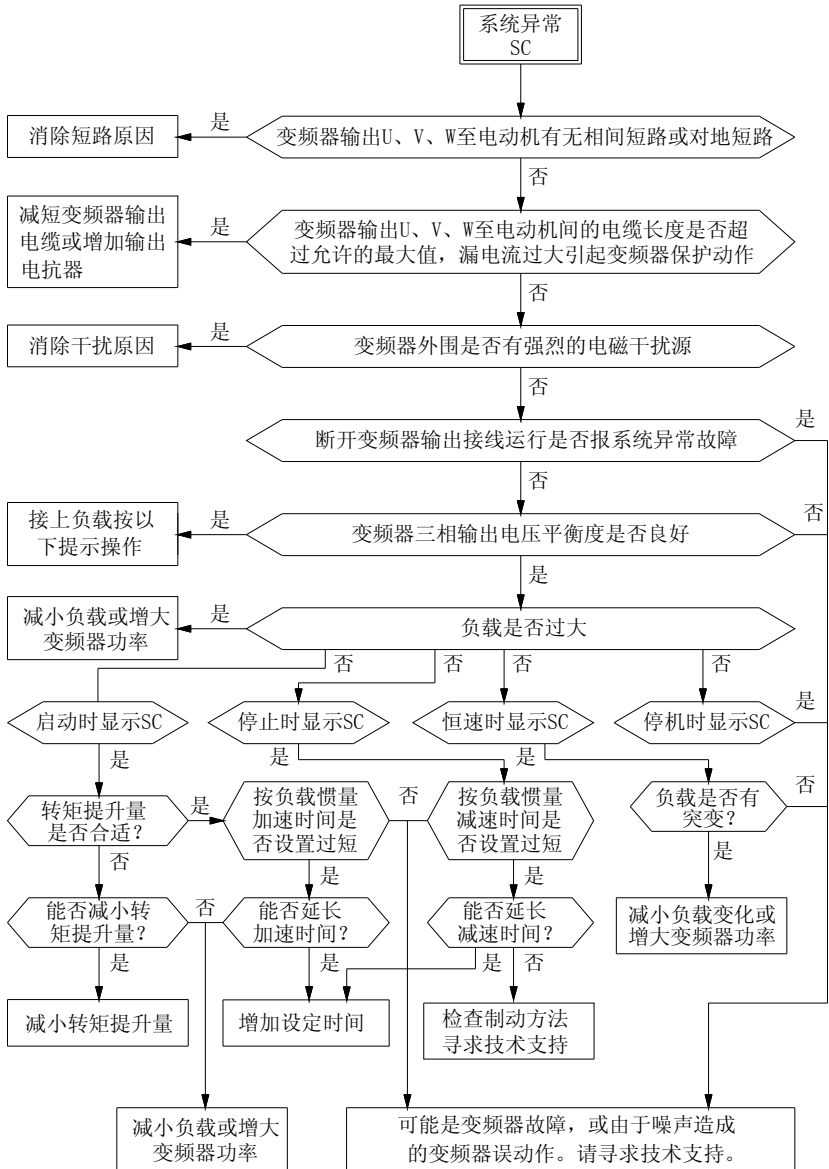 系统异常
SC
是
消除短路原因
变频器输出U、V、W至电动机有无相间短路或对地短路
否
减短变频器输出
电缆或增加输出
电抗器
是
变频器输出U、V、W至电动机间的电缆长度是否超
过允许的最大值，漏电流过大引起变频器保护动作
否
是
消除干扰原因
变频器外围是否有强烈的电磁干扰源
否
是
断开变频器输出接线运行是否报系统异常故障
否
否
接上负载按以
下提示操作
是
变频器三相输出电压平衡度是否良好
是
减小负载或增大
变频器功率
是
负载是否过大
否
否
否
否
启动时显示SC
停止时显示SC
恒速时显示SC
停机时显示SC
是
是
是
是
转矩提升量
是否合适？
是
按负载惯量
加速时间是
否设置过短
否
按负载惯量
减速时间是
否设置过短
负载是否有
突变？
否
否
是
是
是
能否减小转
矩提升量？
否
能否延长
加速时间？
能否延长
减速时间？
减小负载变化或
增大变频器功率
是
是
是
否
减小转矩提升量
增加设定时间
检查制动方法
寻求技术支持
减小负载或增大
变频器功率
可能是变频器故障，或由于噪声造成
的变频器误动作。请寻求技术支持。